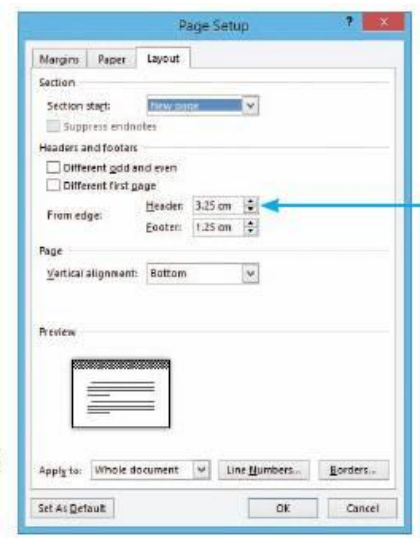 Page Setup ? X
Margins Paper Layout
Section
Section start: New page
Suppress endnotes
Headers and footers
Different odd and even
Different first page
From edge: Header: 3.25 cm
Footer: 1.25 cm
Page
Vertical alignment: Bottom
Preview
Apply to: Whole document Line Numbers... Borders...
Set As Default OK Cancel